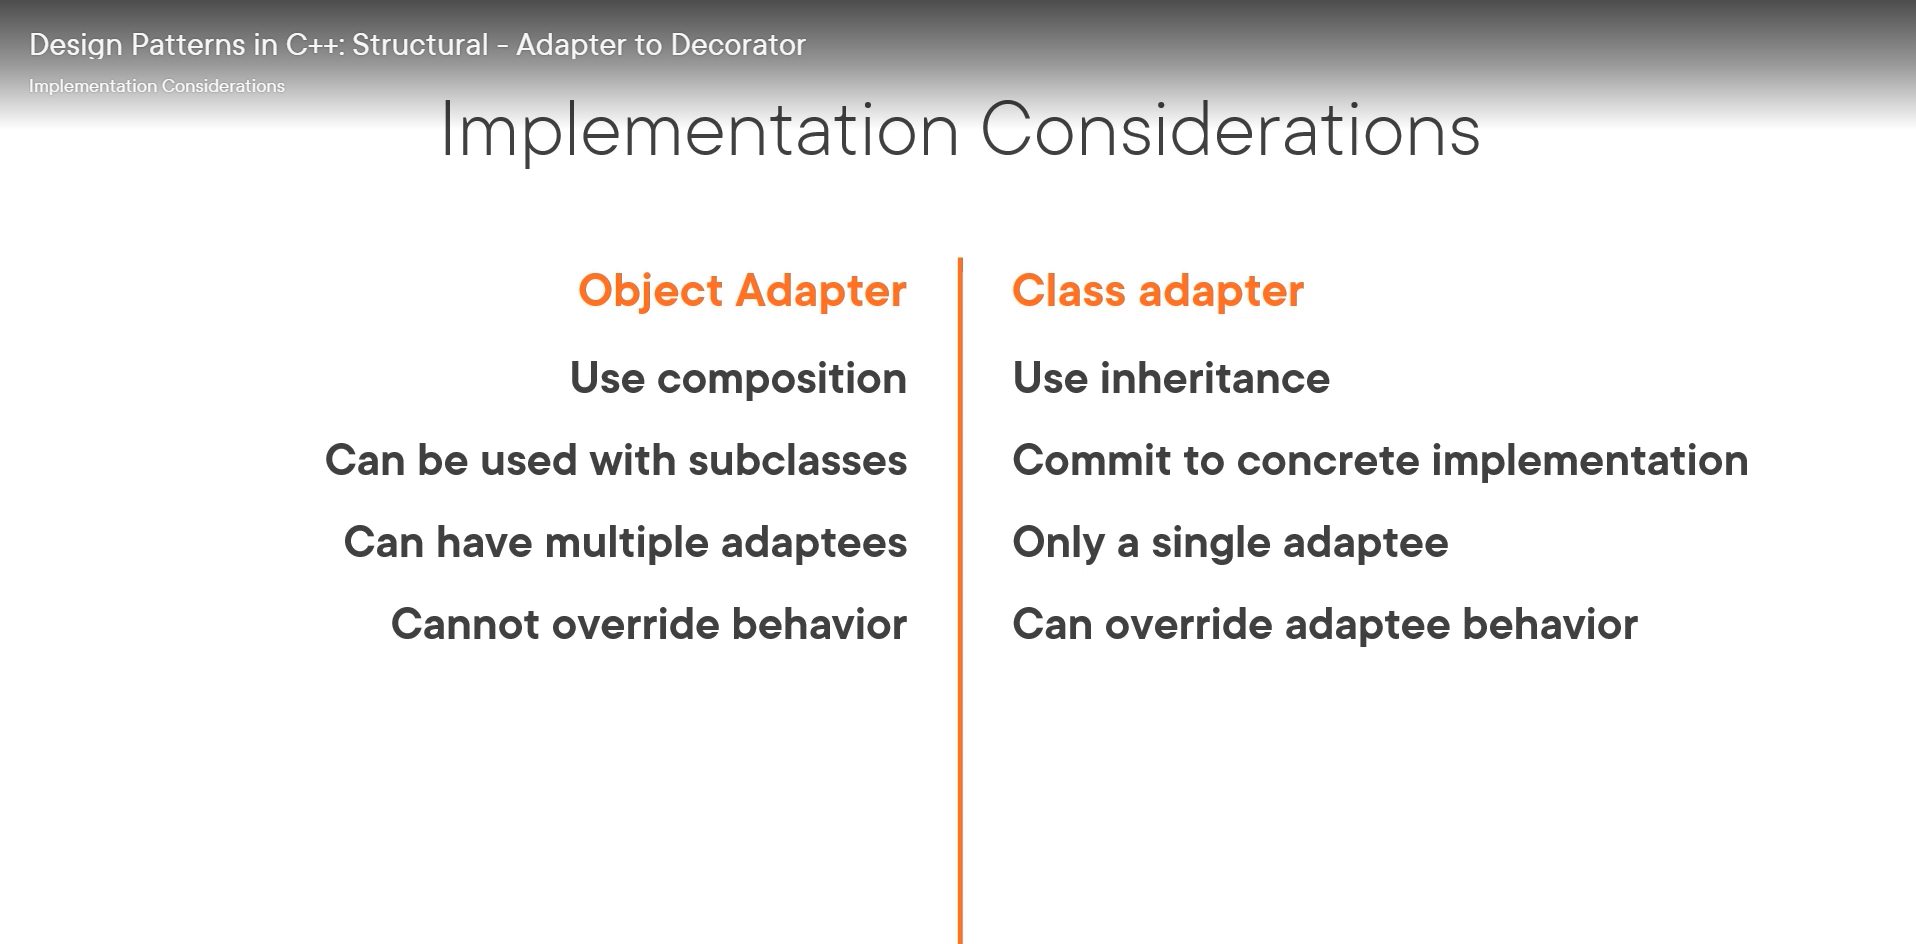 Design Patterns in C++: Structural - Adapter to Decorator
Implementation Considerations
Implementation Considerations
Object Adapter
Use composition
Can be used with subclasses
Can have multiple adaptees
Cannot override behavior
Class adapter
Use inheritance
Commit to concrete implementation
Only a single adaptee
Can override adaptee behavior